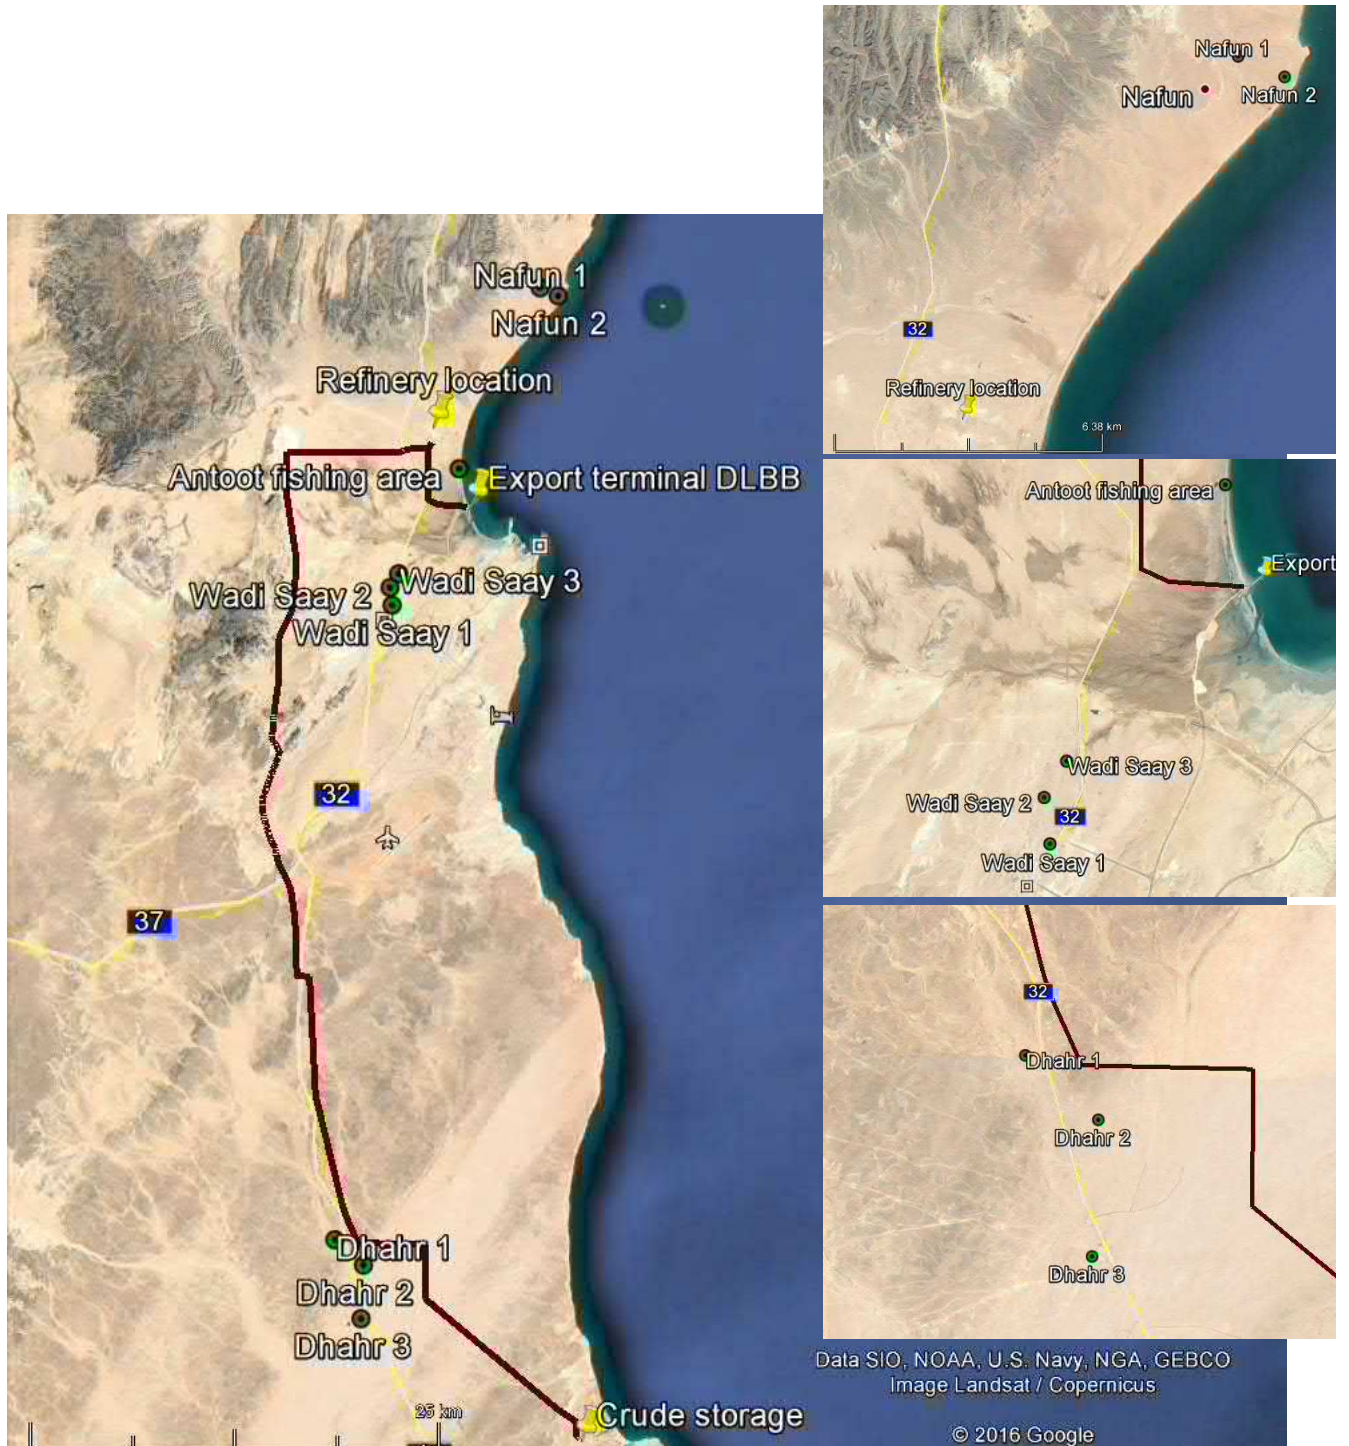 Nafun 1
Nafun 2
Refinery location
Antoot fishing area
Export terminal DLBB
Wadi Saay 3
Wadi Saay 2
Wadi Saay 1
32
37
Dhahr 1
Dhahr 2
Dhahr 3
25 km
Crude storage
Nafun 1
Nafun
Nafun 2
32
Refinery location
6.38 km
Antoot fishing area
Export
Wadi Saay 3
Wadi Saay 2
32
Wadi Saay 1
32
Dhahr 1
Dhahr 2
Dhahr 3
Data SIO, NOAA, U.S. Navy, NGA, GEBCO
Image Landsat / Copernicus
© 2016 Google